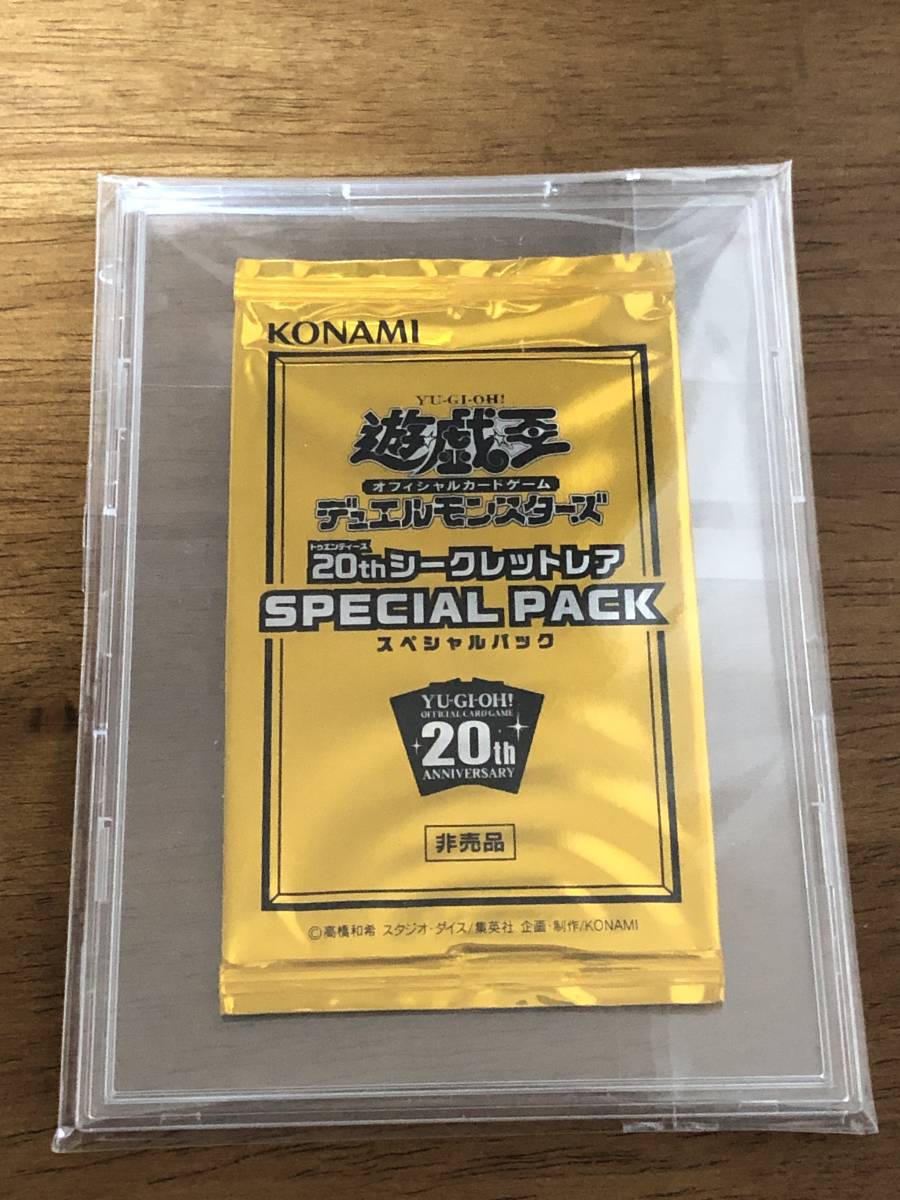 KONAMI
YU-GI-OH!
遊☆戯☆王
オフィシャルカードゲーム
デュエルモンスターズ
トゥエンティース
20thシークレットレア
SPECIAL PACK
スペシャルパック
YU-GI-OH!
OFFICIAL CARD GAME
20th
ANNIVERSARY
非売品
©高橋和希 スタジオ・ダイス/集英社 企画・制作/KONAMI